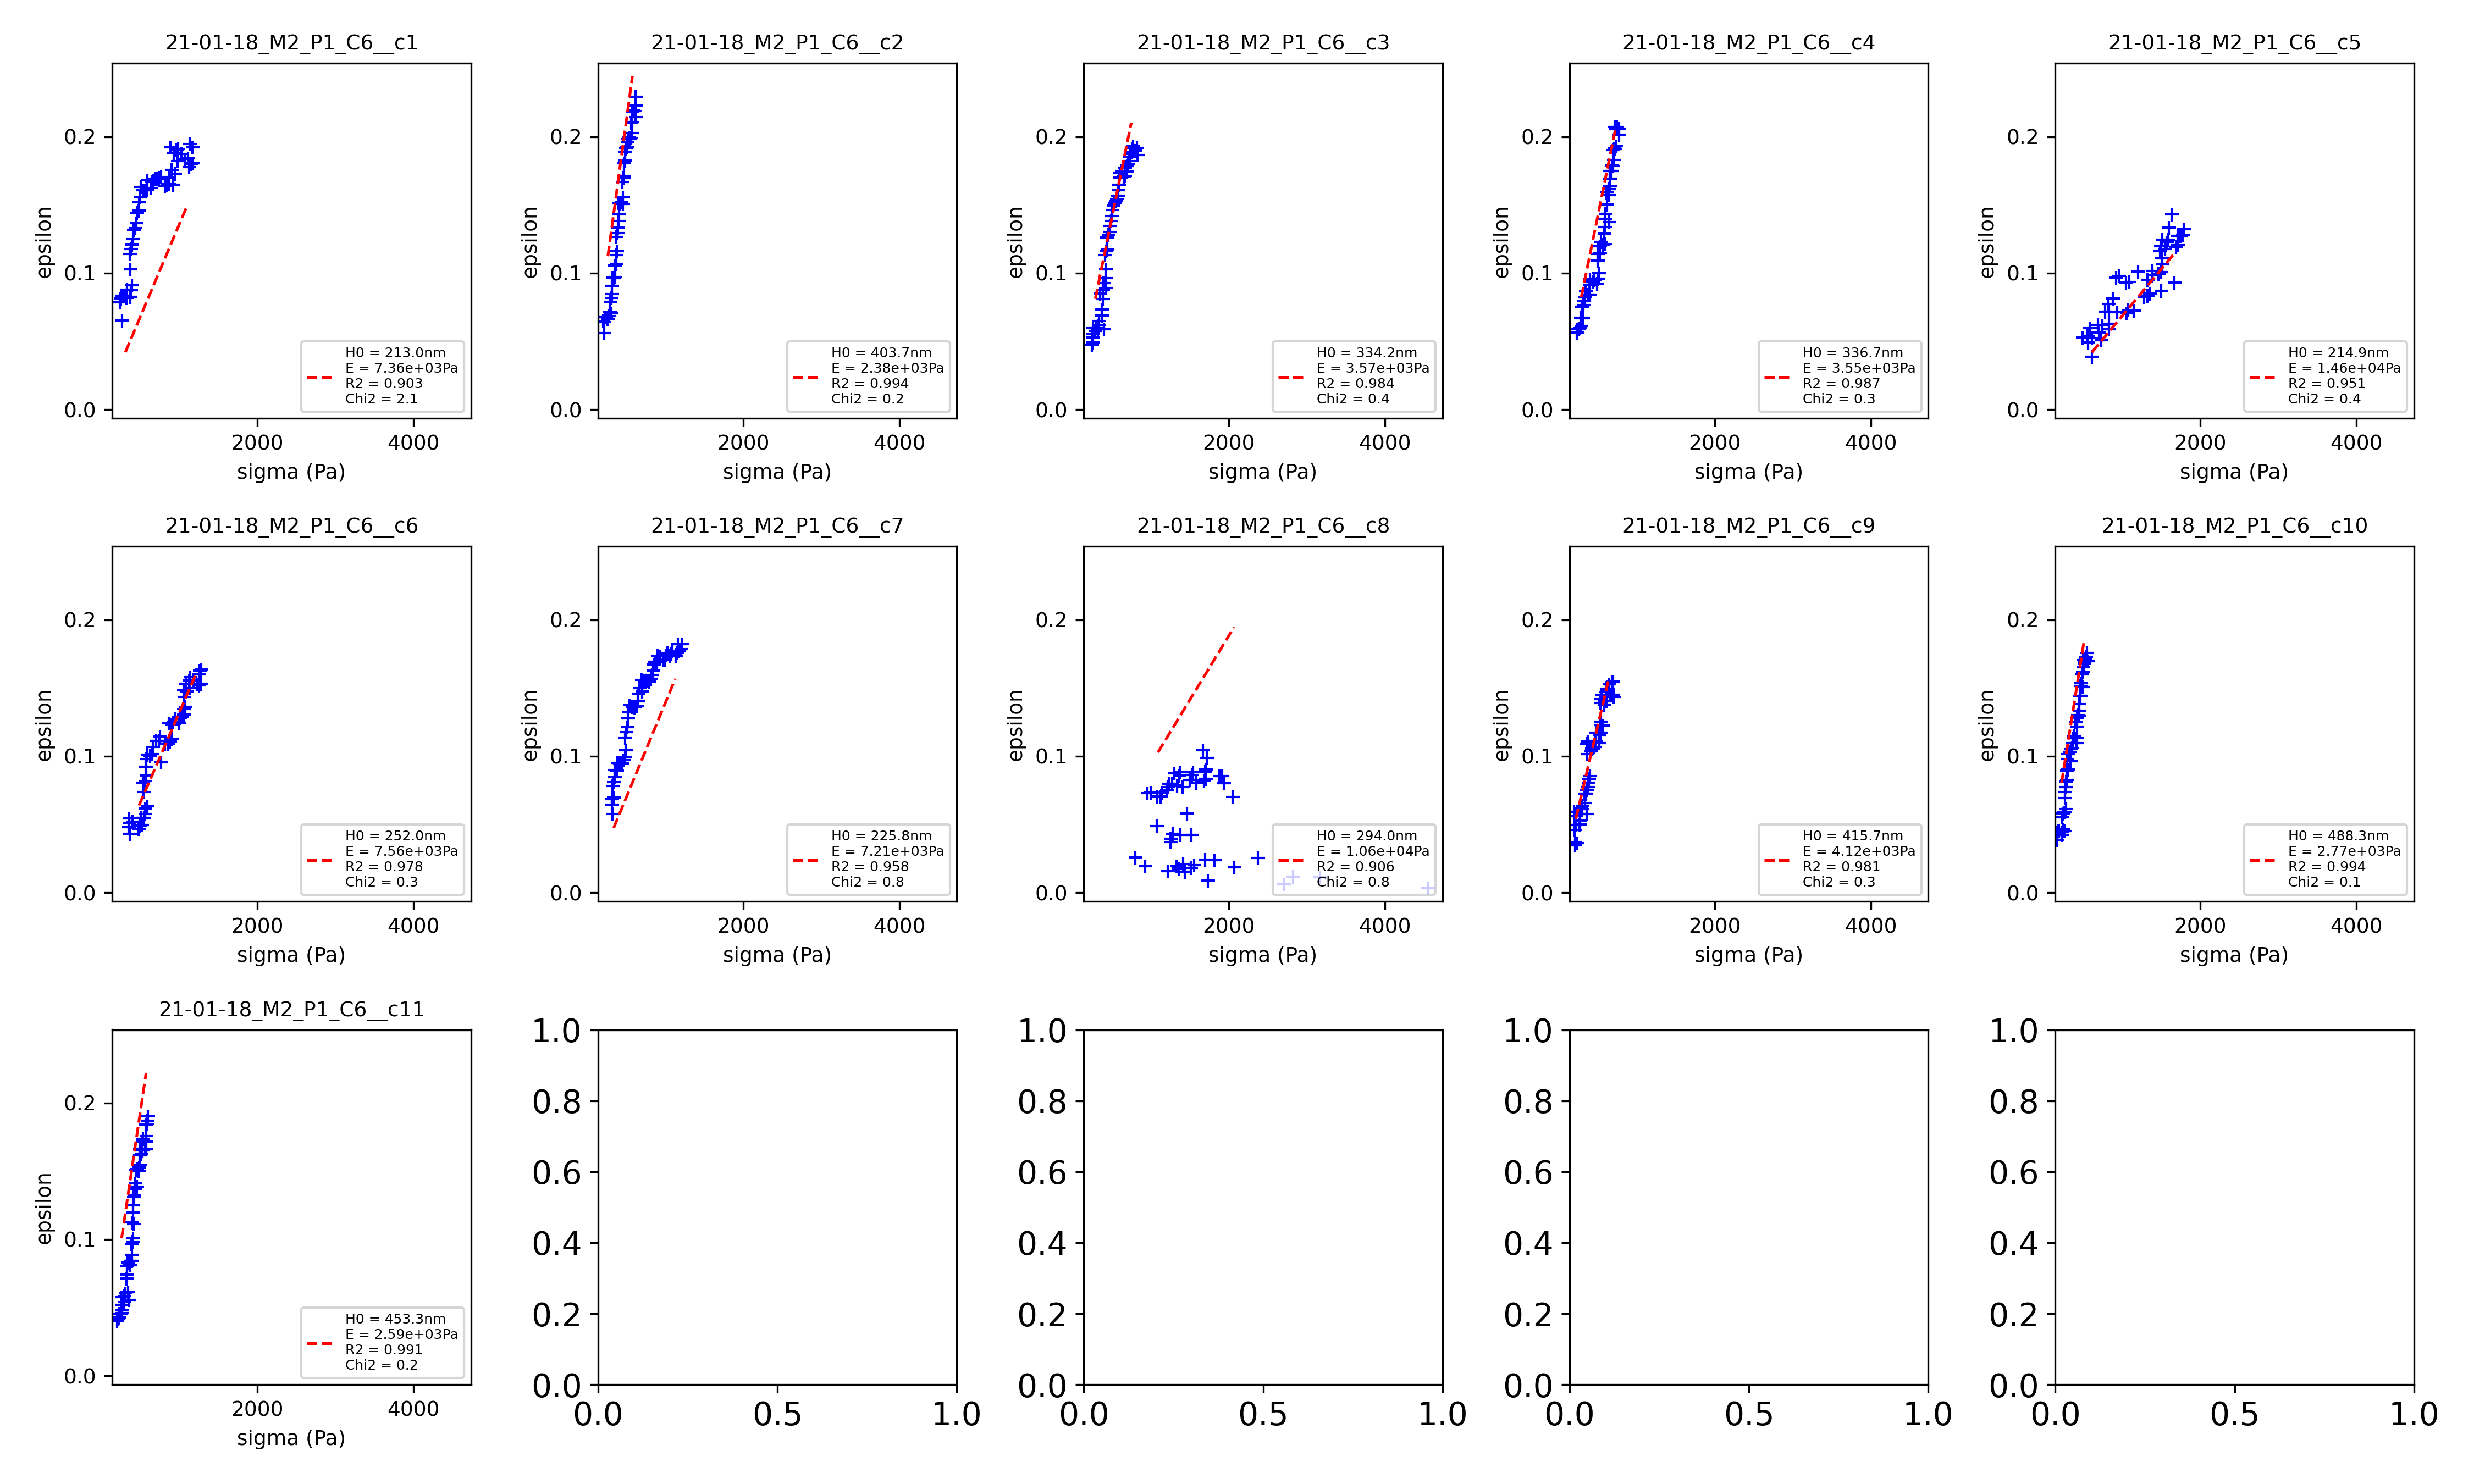 21-01-18_M2_P1_C6__c1
epsilon
0.2
0.1
0.0
H0 = 213.0nm
E = 7.36e+03Pa
R2 = 0.903
Chi2 = 2.1
2000 4000
sigma (Pa)
21-01-18_M2_P1_C6__c2
epsilon
0.2
0.1
0.0
H0 = 403.7nm
E = 2.38e+03Pa
R2 = 0.994
Chi2 = 0.2
2000 4000
sigma (Pa)
21-01-18_M2_P1_C6__c3
epsilon
0.2
0.1
0.0
H0 = 334.2nm
E = 3.57e+03Pa
R2 = 0.984
Chi2 = 0.4
2000 4000
sigma (Pa)
21-01-18_M2_P1_C6__c4
epsilon
0.2
0.1
0.0
H0 = 336.7nm
E = 3.55e+03Pa
R2 = 0.987
Chi2 = 0.3
2000 4000
sigma (Pa)
21-01-18_M2_P1_C6__c5
epsilon
0.2
0.1
0.0
H0 = 214.9nm
E = 1.46e+04Pa
R2 = 0.951
Chi2 = 0.4
2000 4000
sigma (Pa)
21-01-18_M2_P1_C6__c6
epsilon
0.2
0.1
0.0
H0 = 252.0nm
E = 7.56e+03Pa
R2 = 0.978
Chi2 = 0.3
2000 4000
sigma (Pa)
21-01-18_M2_P1_C6__c7
epsilon
0.2
0.1
0.0
H0 = 225.8nm
E = 7.21e+03Pa
R2 = 0.958
Chi2 = 0.8
2000 4000
sigma (Pa)
21-01-18_M2_P1_C6__c8
epsilon
0.2
0.1
0.0
H0 = 294.0nm
E = 1.06e+04Pa
R2 = 0.906
Chi2 = 0.8
2000 4000
sigma (Pa)
21-01-18_M2_P1_C6__c9
epsilon
0.2
0.1
0.0
H0 = 415.7nm
E = 4.12e+03Pa
R2 = 0.981
Chi2 = 0.3
2000 4000
sigma (Pa)
21-01-18_M2_P1_C6__c10
epsilon
0.2
0.1
0.0
H0 = 488.3nm
E = 2.77e+03Pa
R2 = 0.994
Chi2 = 0.1
2000 4000
sigma (Pa)
21-01-18_M2_P1_C6__c11
epsilon
0.2
0.1
0.0
H0 = 453.3nm
E = 2.59e+03Pa
R2 = 0.991
Chi2 = 0.2
2000 4000
sigma (Pa)
1.0
0.8
0.6
0.4
0.2
0.0
0.0 0.5 1.0
1.0
0.8
0.6
0.4
0.2
0.0
0.0 0.5 1.0
1.0
0.8
0.6
0.4
0.2
0.0
0.0 0.5 1.0
1.0
0.8
0.6
0.4
0.2
0.0
0.0 0.5 1.0